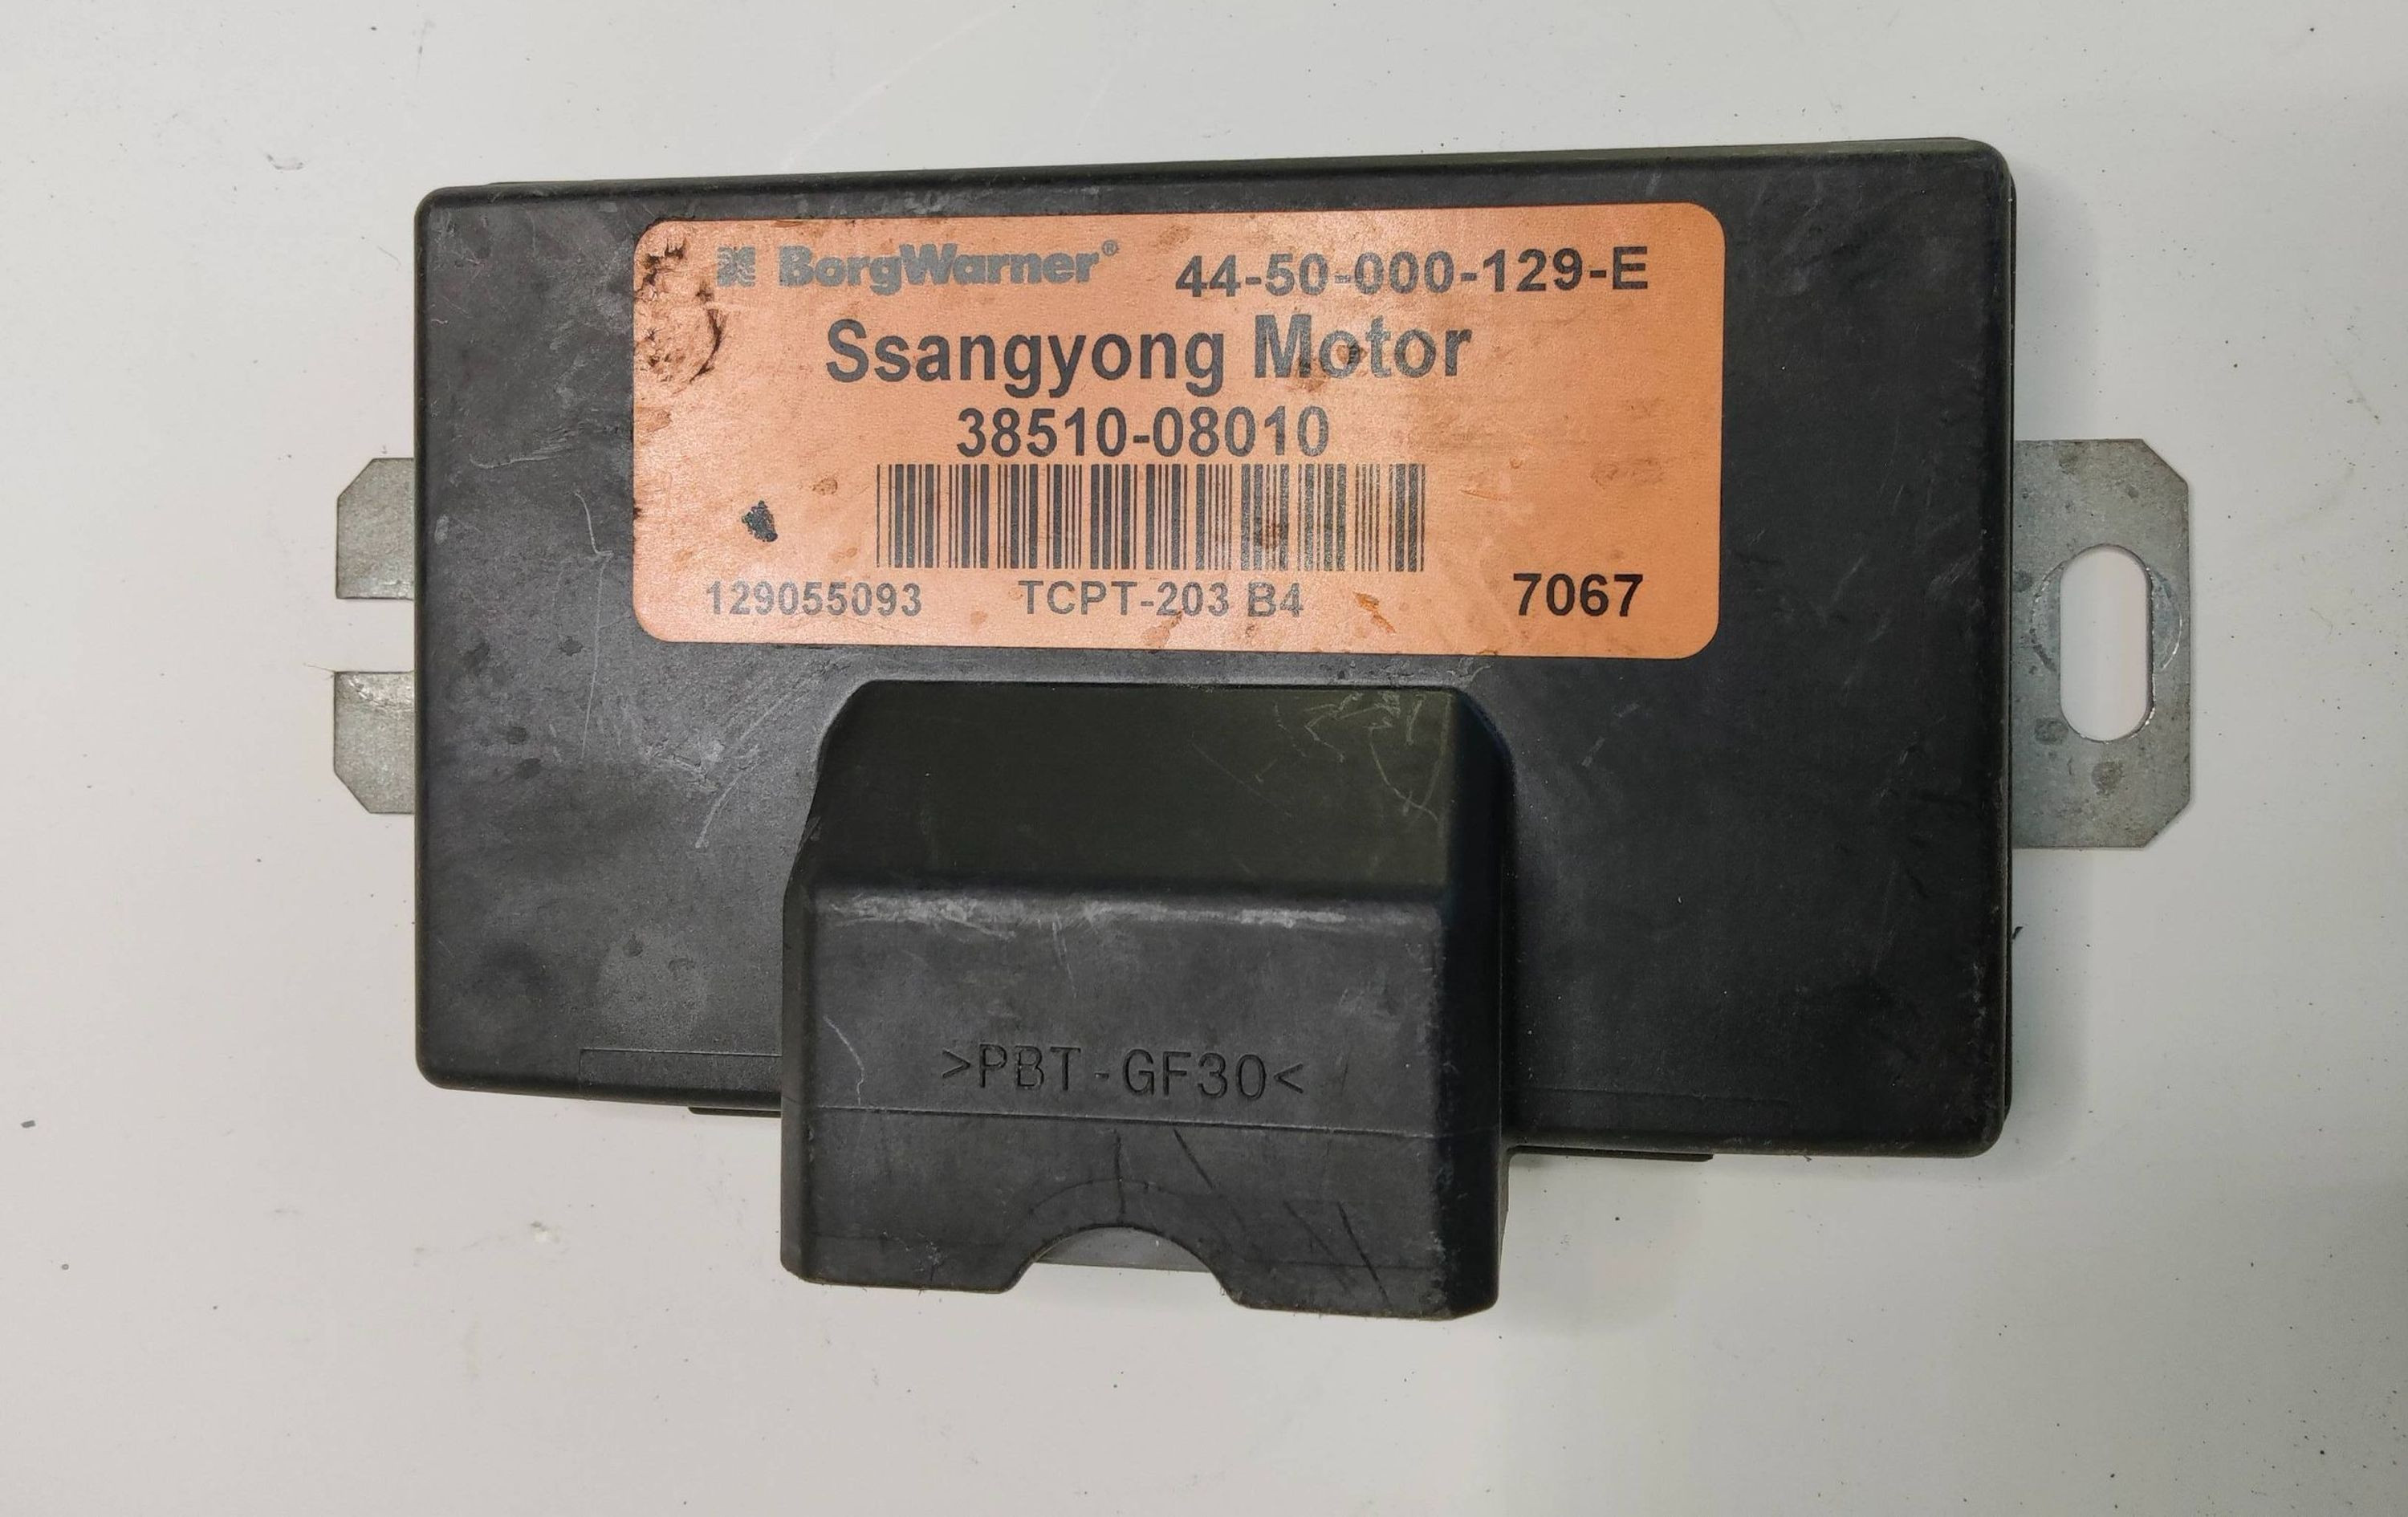 BorgWarner® 44-50-000-129-E
Ssangyong Motor
38510-08010
129055093 TCPT-203 B4 7067
>PBT-GF30<